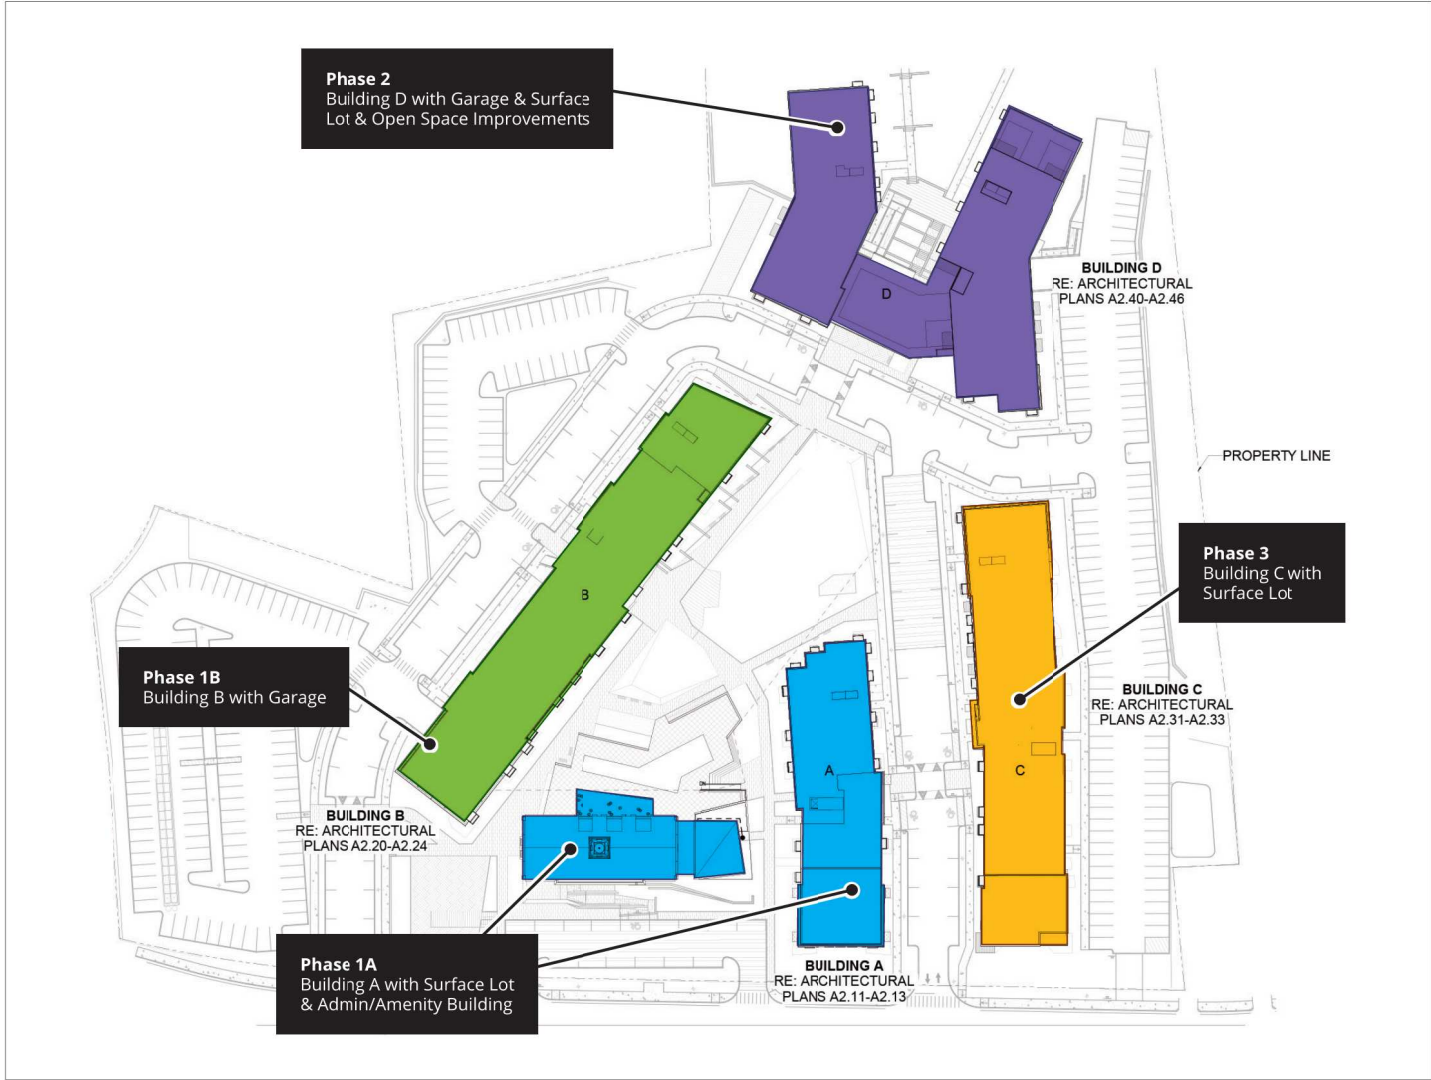 Phase 2
Building D with Garage & Surface
Lot & Open Space Improvements
D
BUILDING D
RE: ARCHITECTURAL
PLANS A2.40-A2.46
PROPERTY LINE
Phase 3
Building C with
Surface Lot
B
Phase 1B
Building B with Garage
BUILDING C
RE: ARCHITECTURAL
PLANS A2.31-A2.33
A
C
BUILDING B
RE: ARCHITECTURAL
PLANS A2.20-A2.24
Phase 1A
Building A with Surface Lot
& Admin/Amenity Building
BUILDING A
RE: ARCHITECTURAL
PLANS A2.11-A2.13